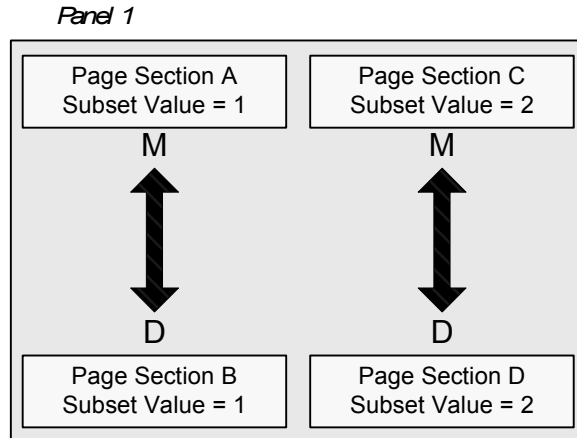 Panel 1
Page Section A
Subset Value = 1
Page Section C
Subset Value = 2
M
M
D
D
Page Section B
Subset Value = 1
Page Section D
Subset Value = 2